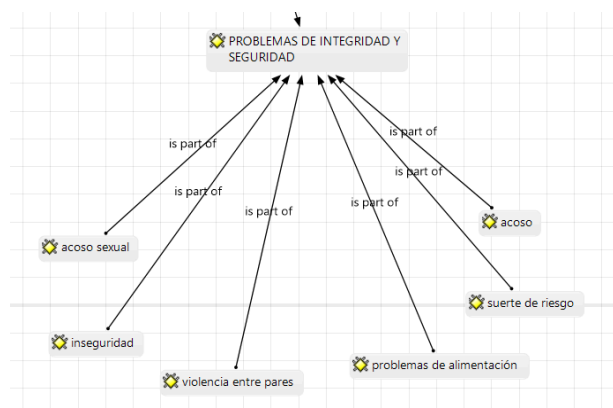 PROBLEMAS DE INTEGRIDAD Y
SEGURIDAD
is part of
is part of
is part of
is part of
is part of
is part of
acoso
acoso sexual
suerte de riesgo
inseguridad
problemas de alimentación
violencia entre pares